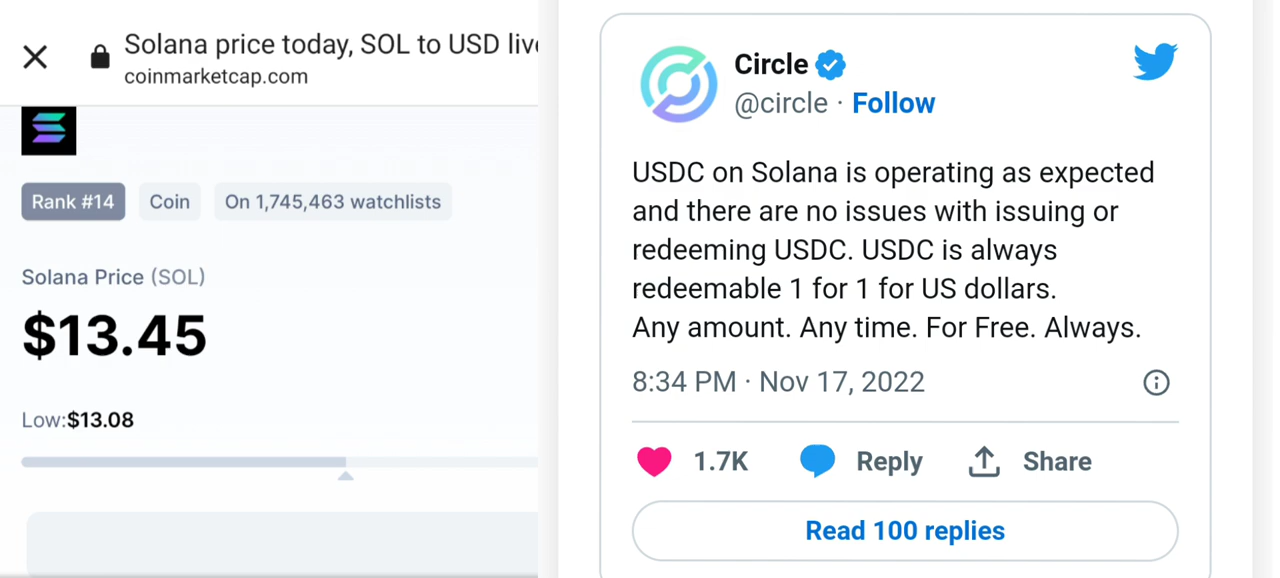 Solana price today, SOL to USD liv
coinmarketcap.com
Rank #14
Coin
On 1,745,463 watchlists
Solana Price (SOL)
$13.45
Low:$13.08
Circle
@circle · Follow
USDC on Solana is operating as expected
and there are no issues with issuing or
redeeming USDC. USDC is always
redeemable 1 for 1 for US dollars.
Any amount. Any time. For Free. Always.
8:34 PM · Nov 17, 2022
1.7K
Reply
Share
Read 100 replies